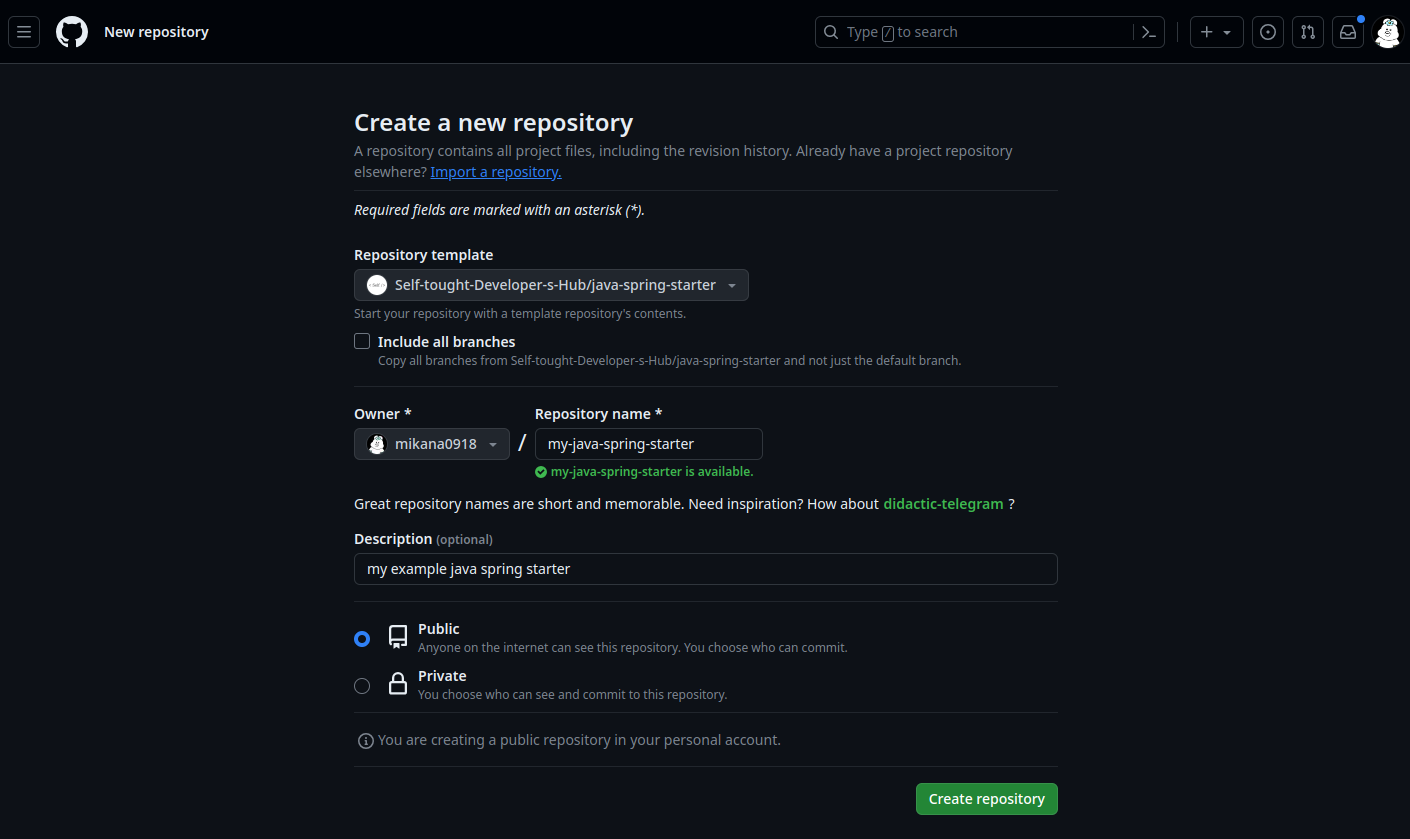 New repository
Type / to search
Create a new repository
A repository contains all project files, including the revision history. Already have a project repository
elsewhere? Import a repository.
Required fields are marked with an asterisk (*).
Repository template
Self-tought-Developer-s-Hub/java-spring-starter
Start your repository with a template repository's contents.
Include all branches
Copy all branches from Self-tought-Developer-s-Hub/java-spring-starter and not just the default branch.
Owner * Repository name *
mikana0918 / my-java-spring-starter
my-java-spring-starter is available.
Great repository names are short and memorable. Need inspiration? How about didactic-telegram ?
Description (optional)
my example java spring starter
Public
Anyone on the internet can see this repository. You choose who can commit.
Private
You choose who can see and commit to this repository.
You are creating a public repository in your personal account.
Create repository